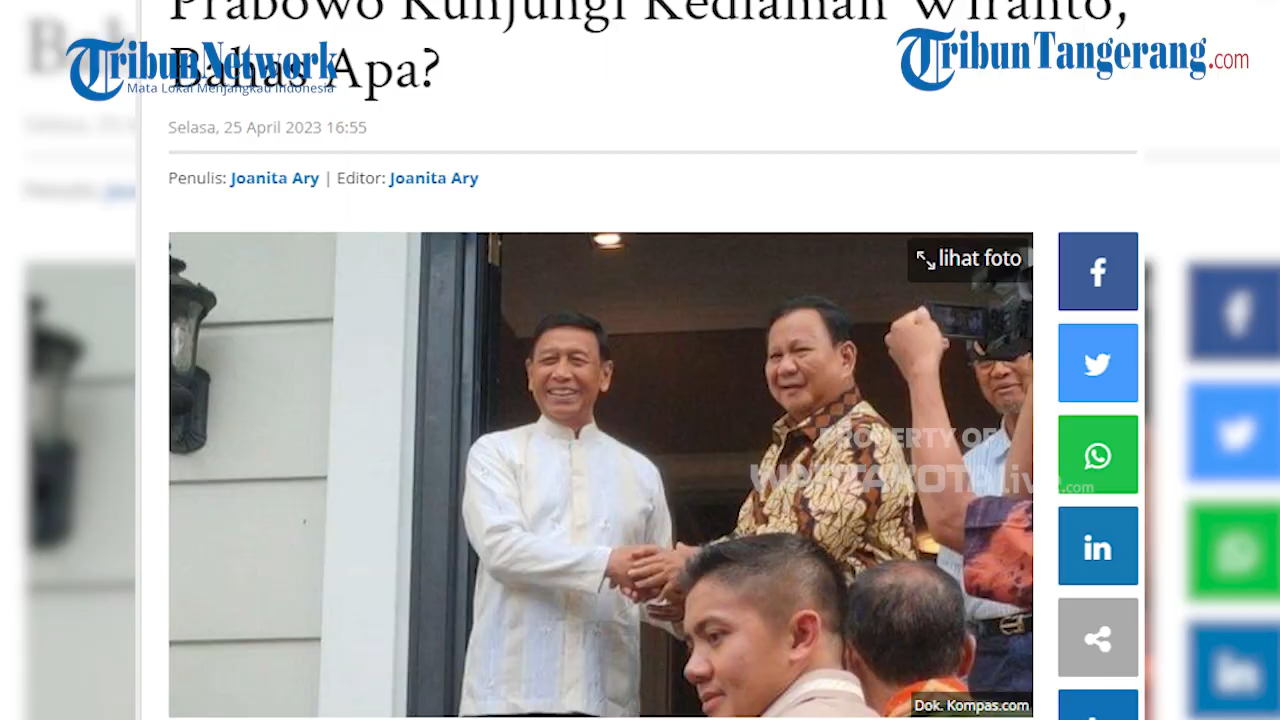 Prabowo Kunjungi Kediaman Wiranto,
Bahas Apa?
TribunNetwork
Mata Lokal Menjangkau Indonesia
TribunTangerang.com
Selasa, 25 April 2023 16:55
Penulis: Joanita Ary | Editor: Joanita Ary
lihat foto
PROPERTY OF
WARTAKOTALive.com
Dok. Kompas.com